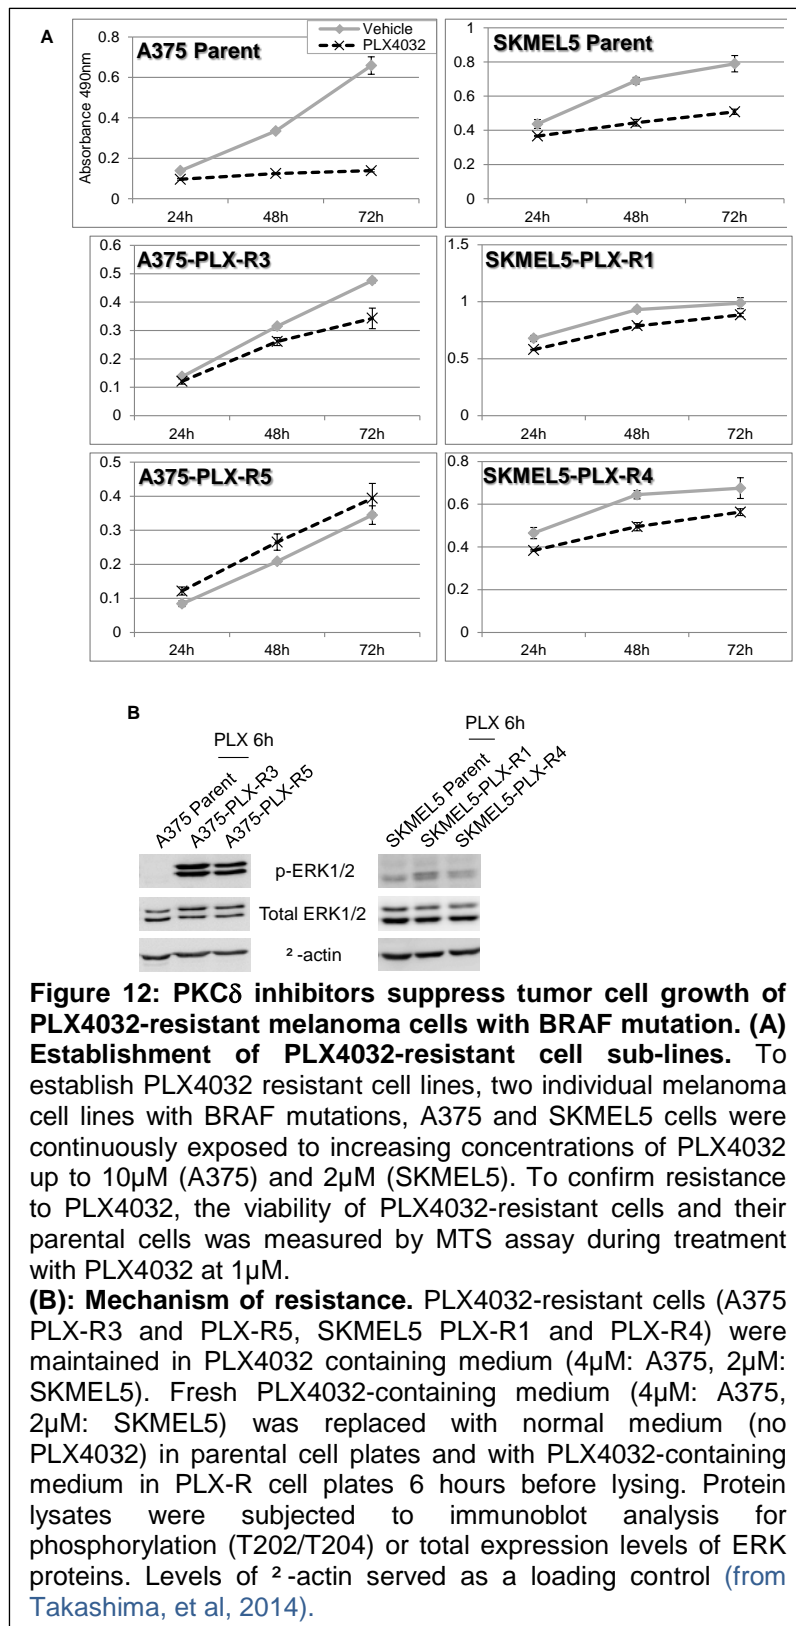 A
Vehicle
PLX4032
A375 Parent
Absorbance 490nm
0.8
0.6
0.4
0.2
0
24h 48h 72h
SKMEL5 Parent
1
0.8
0.6
0.4
0.2
0
24h 48h 72h
A375-PLX-R3
0.6
0.5
0.4
0.3
0.2
0.1
0
24h 48h 72h
SKMEL5-PLX-R1
1.5
1
0.5
0
24h 48h 72h
A375-PLX-R5
0.5
0.4
0.3
0.2
0.1
0
24h 48h 72h
SKMEL5-PLX-R4
0.8
0.6
0.4
0.2
0
24h 48h 72h
B
PLX 6h
A375 Parent
A375-PLX-R3
A375-PLX-R5
PLX 6h
SKMEL5 Parent
SKMEL5-PLX-R1
SKMEL5-PLX-R4
p-ERK1/2
Total ERK1/2
²-actin
Figure 12: PKCδ inhibitors suppress tumor cell growth of
PLX4032-resistant melanoma cells with BRAF mutation. (A)
Establishment of PLX4032-resistant cell sub-lines. To
establish PLX4032 resistant cell lines, two individual melanoma
cell lines with BRAF mutations, A375 and SKMEL5 cells were
continuously exposed to increasing concentrations of PLX4032
up to 10µM (A375) and 2µM (SKMEL5). To confirm resistance
to PLX4032, the viability of PLX4032-resistant cells and their
parental cells was measured by MTS assay during treatment
with PLX4032 at 1µM.
(B): Mechanism of resistance. PLX4032-resistant cells (A375
PLX-R3 and PLX-R5, SKMEL5 PLX-R1 and PLX-R4) were
maintained in PLX4032 containing medium (4µM: A375, 2µM:
SKMEL5). Fresh PLX4032-containing medium (4µM: A375,
2µM: SKMEL5) was replaced with normal medium (no
PLX4032) in parental cell plates and with PLX4032-containing
medium in PLX-R cell plates 6 hours before lysing. Protein
lysates were subjected to immunoblot analysis for
phosphorylation (T202/T204) or total expression levels of ERK
proteins. Levels of ²-actin served as a loading control (from
Takashima, et al, 2014).